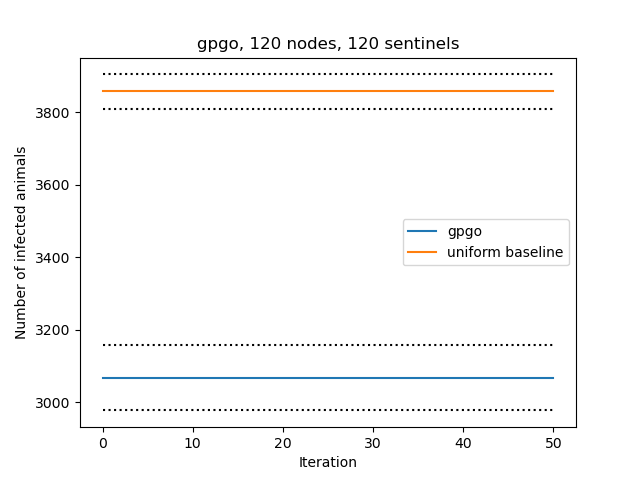 gpgo, 120 nodes, 120 sentinels
Number of infected animals
3800
3600
3400
3200
3000
gpgo
uniform baseline
0
10
20
30
40
50
Iteration